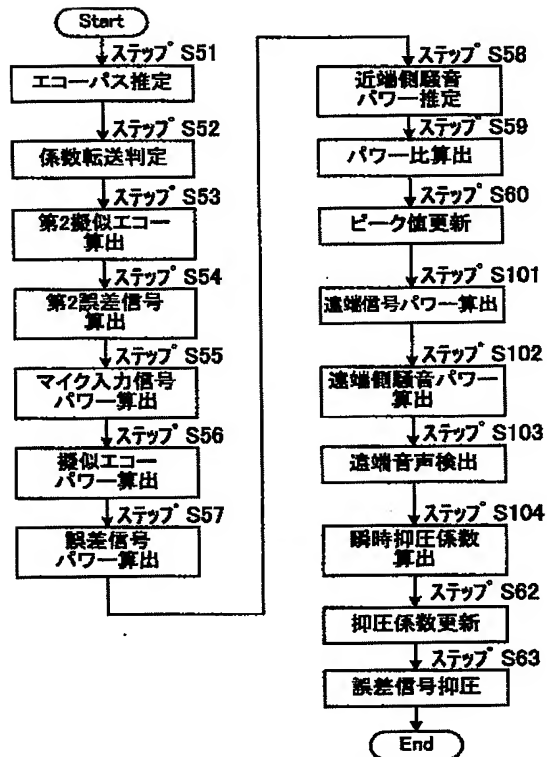 Start
ステップ S51
エコーパス推定
ステップ S52
係数転送判定
ステップ S53
第2擬似エコー
算出
ステップ S54
第2誤差信号
算出
ステップ S55
マイク入力信号
パワー算出
ステップ S56
擬似エコー
パワー算出
ステップ S57
誤差信号
パワー算出
ステップ S58
近端側騒音
パワー推定
ステップ S59
パワー比算出
ステップ S60
ピーク値更新
ステップ S101
遠端信号パワー算出
ステップ S102
遠端側騒音パワー
算出
ステップ S103
遠端音声検出
ステップ S104
瞬時抑圧係数
算出
ステップ S62
抑圧係数更新
ステップ S63
誤差信号抑圧
End